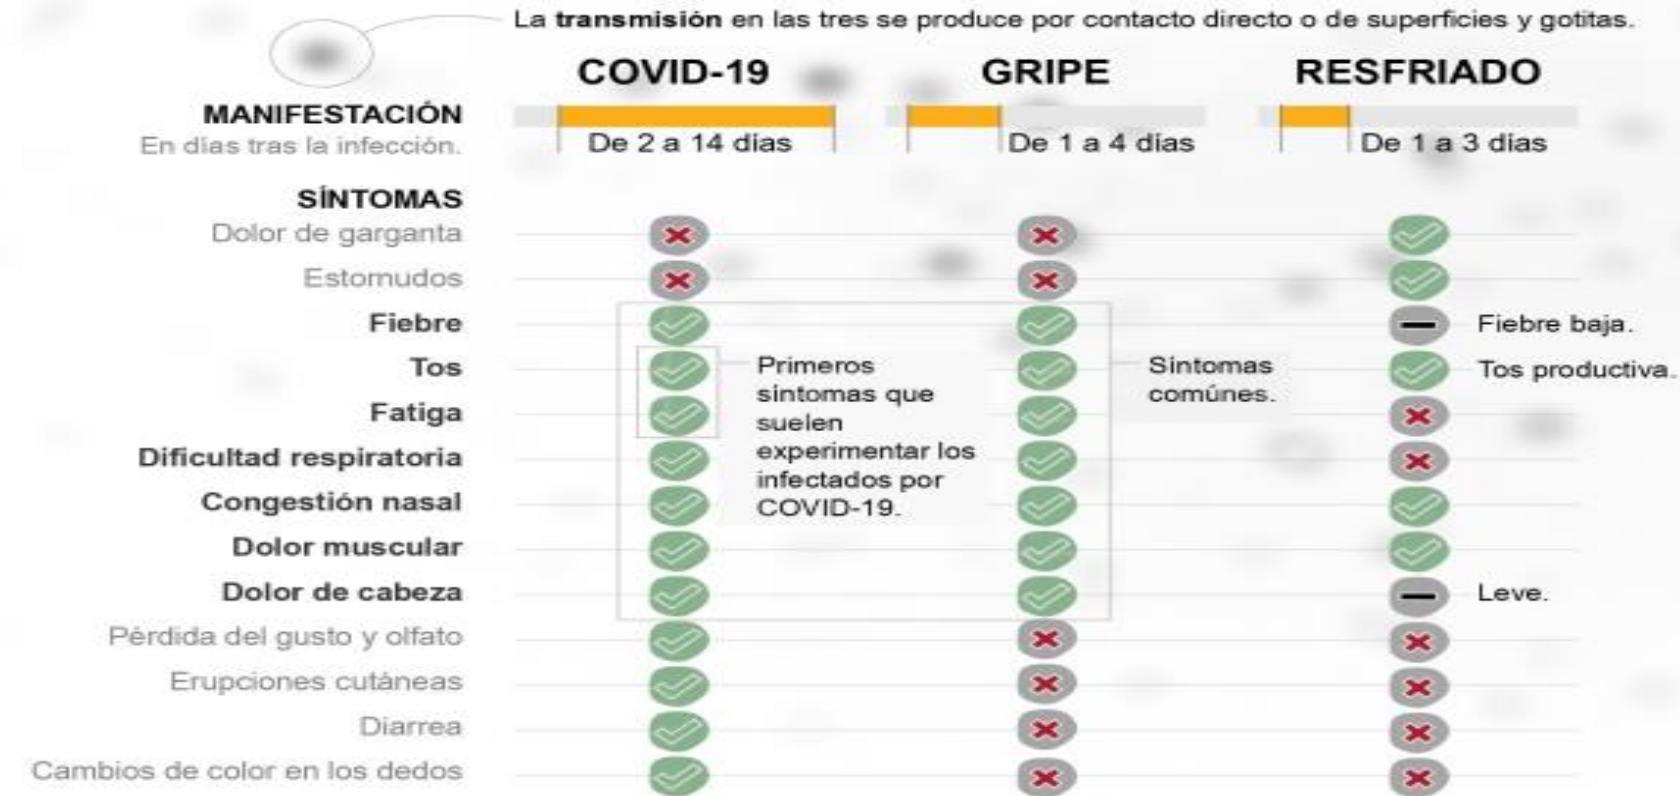 La transmisión en las tres se produce por contacto directo o de superficies y gotitas.
COVID-19 GRIPE RESFRIADO
MANIFESTACIÓN
En días tras la infección.
De 2 a 14 días De 1 a 4 días De 1 a 3 días
SÍNTOMAS
Dolor de garganta
Estornudos
Fiebre Fiebre baja.
Tos Tos productiva.
Primeros
síntomas que
suelen
experimentar los
infectados por
COVID-19.
Síntomas
comúnes.
Fatiga
Dificultad respiratoria
Congestión nasal
Dolor muscular
Dolor de cabeza Leve.
Pérdida del gusto y olfato
Erupciones cutáneas
Diarrea
Cambios de color en los dedos